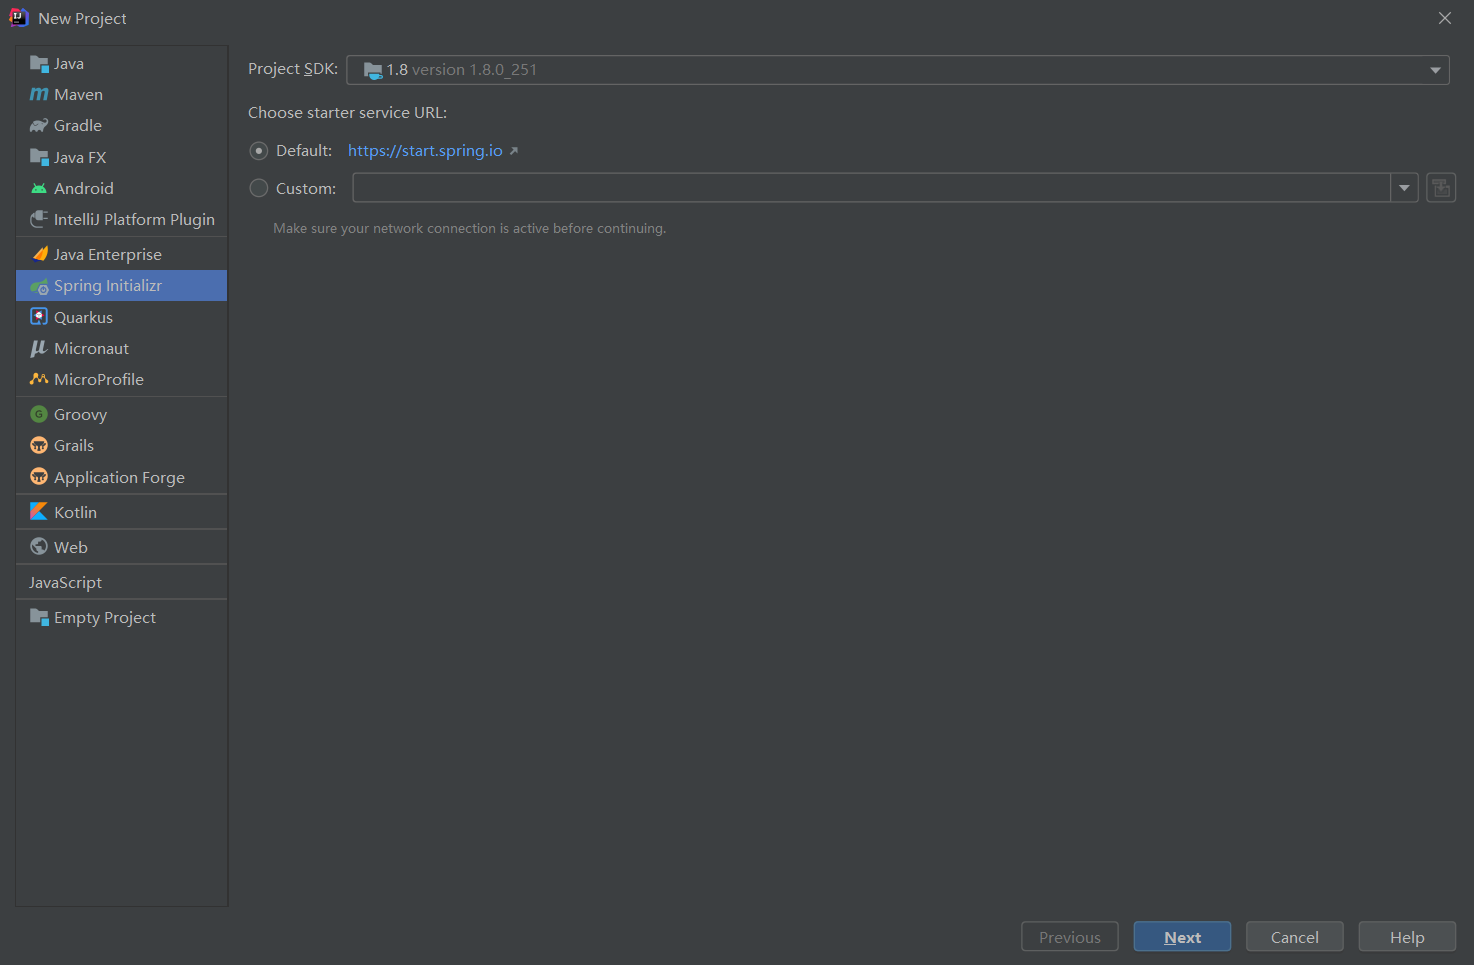 New Project
Java
Maven
Gradle
Java FX
Android
IntelliJ Platform Plugin
Java Enterprise
Spring Initializr
Quarkus
Micronaut
MicroProfile
Groovy
Grails
Application Forge
Kotlin
Web
JavaScript
Empty Project
Project SDK: 1.8 version 1.8.0_251
Choose starter service URL:
Default: https://start.spring.io
Custom:
Make sure your network connection is active before continuing.
Previous Next Cancel Help